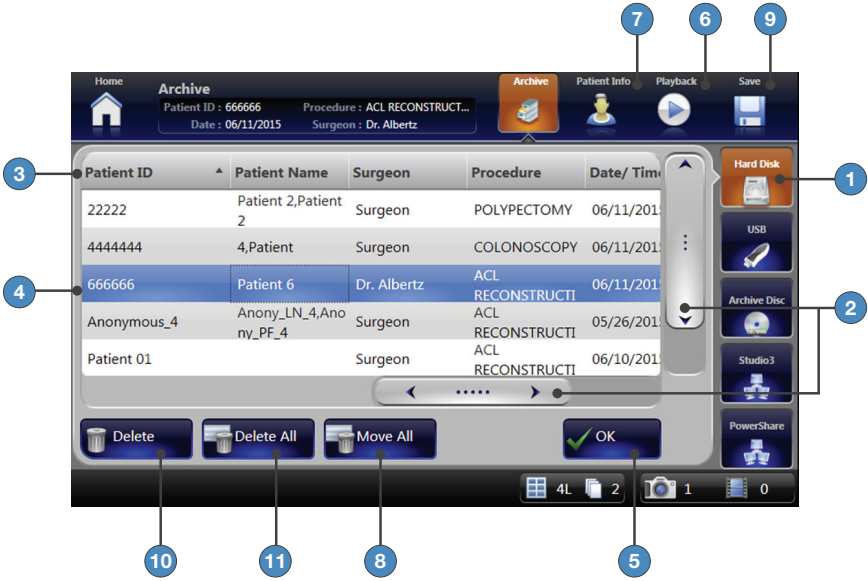 7
6
9
Home
Archive
Patient ID : 666666 Procedure : ACL RECONSTRUCT...
Date : 06/11/2015 Surgeon : Dr. Albertz
Archive
Patient Info
Playback
Save
3
Patient ID Patient Name Surgeon Procedure Date/ Time
22222 Patient 2,Patient 2 Surgeon POLYPECTOMY 06/11/201
4444444 4,Patient Surgeon COLONOSCOPY 06/11/201
4
666666 Patient 6 Dr. Albertz ACL RECONSTRUCTI 06/11/201
Anonymous_4 Anony_LN_4,Anony_PF_4 Surgeon ACL RECONSTRUCTI 05/26/201
Patient 01 Surgeon ACL RECONSTRUCTI 06/10/201
Hard Disk
1
USB
Archive Disc
2
Studio3
PowerShare
Delete
Delete All
Move All
OK
4L 2 1 0
10
11
8
5